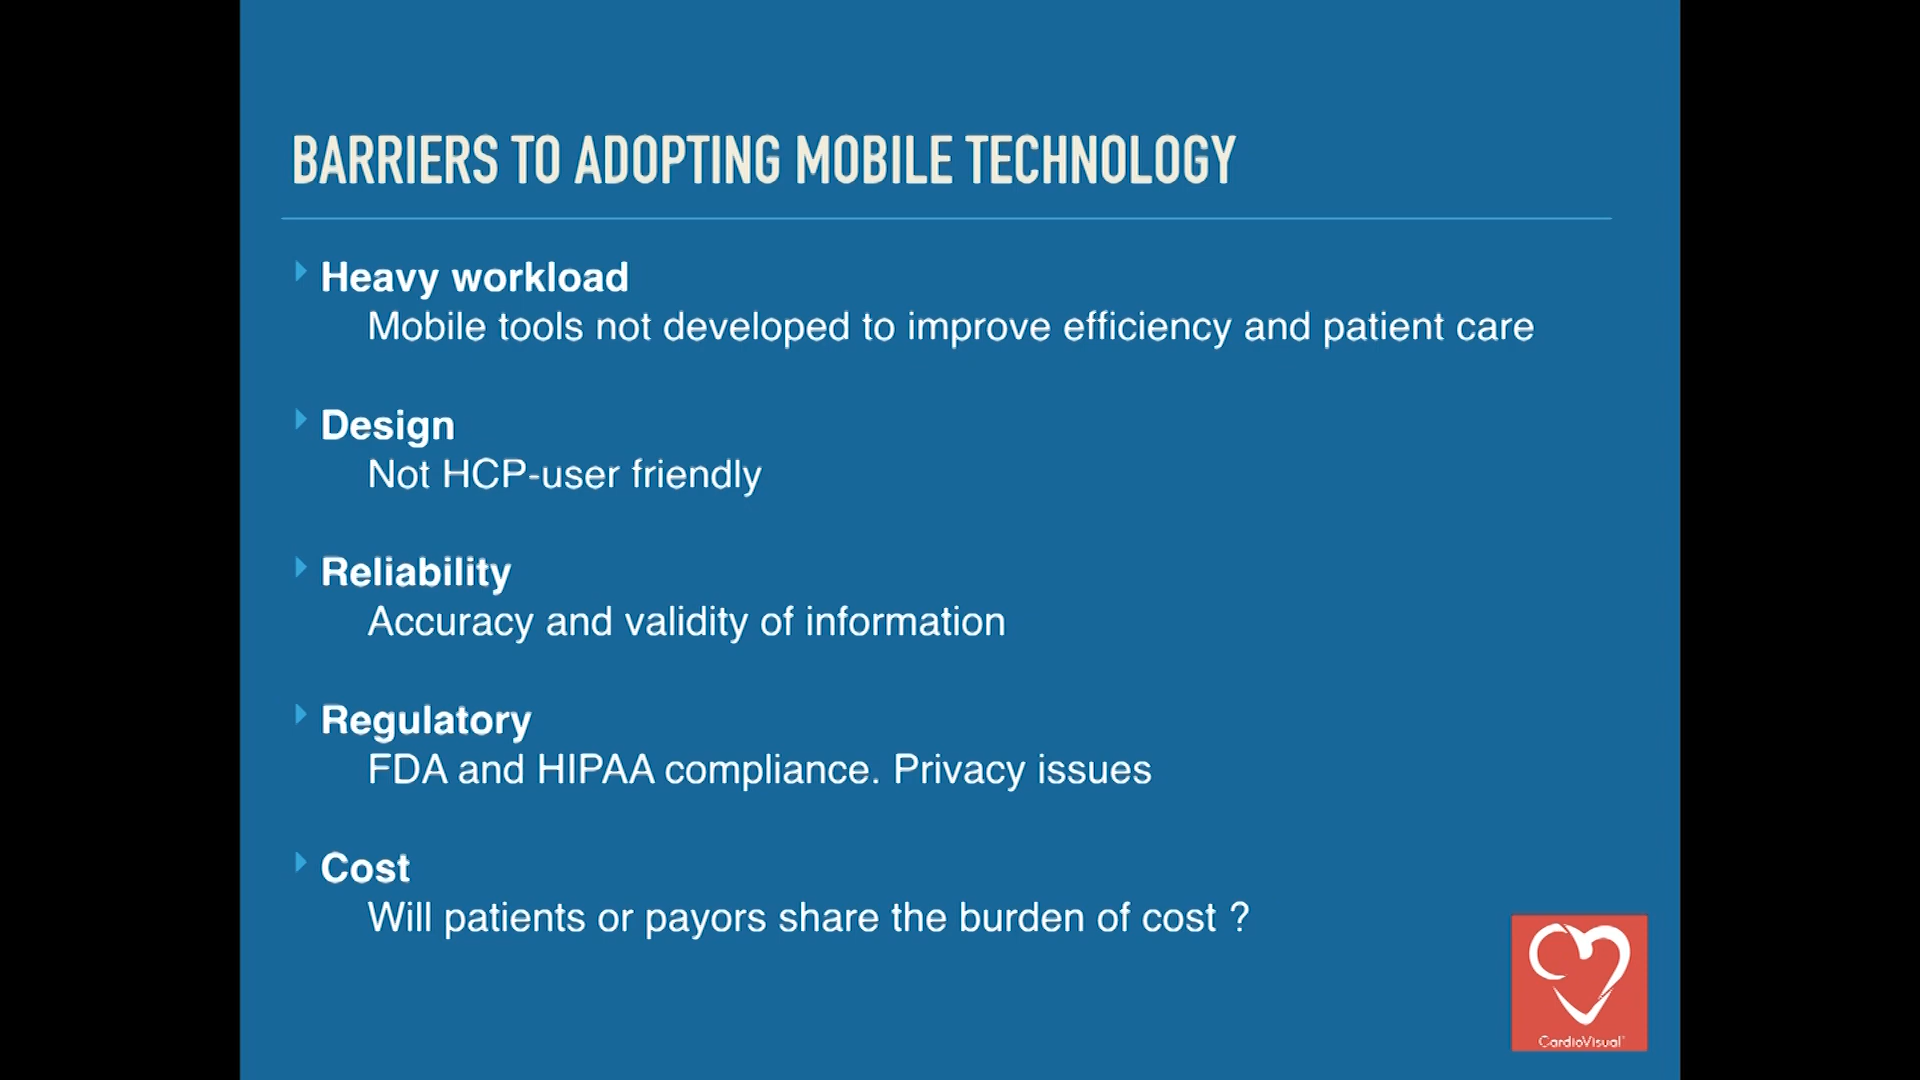 BARRIERS TO ADOPTING MOBILE TECHNOLOGY
Heavy workload
Mobile tools not developed to improve efficiency and patient care
Design
Not HCP-user friendly
Reliability
Accuracy and validity of information
Regulatory
FDA and HIPAA compliance. Privacy issues
Cost
Will patients or payors share the burden of cost ?
CardioVisual